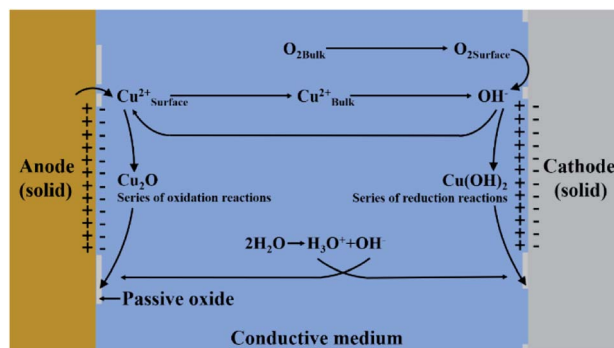 O2Bulk
O2Surface
Cu2+Surface
Cu2+Bulk
OH-
+ + + + + + + + + + + +
- - - - - - - - - - - -
+ + + + + + + + + + + +
- - - - - - - - - - - -
Anode
(solid)
Cu2O
Series of oxidation reactions
Cu(OH)2
Series of reduction reactions
Cathode
(solid)
2H2O→H3O++OH-
Passive oxide
Conductive medium